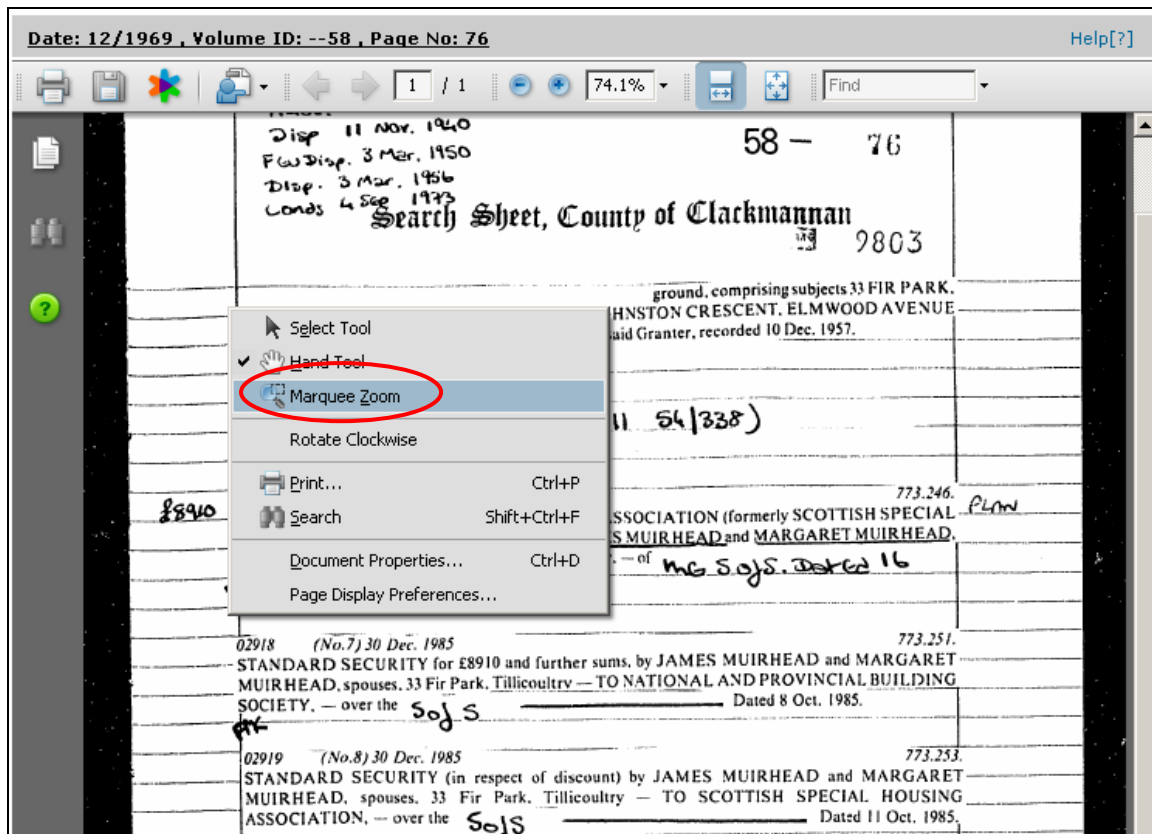 Date: 12/1969 , Volume ID: --58 , Page No: 76
Help[?]
1 / 1
74.1%
Find
Disp 11 Nov. 1940
Few Disp. 3 Mar. 1950
Disp. 3 Mar. 1956
Conds 4 Sep 1973
58 — 76
Search Sheet, County of Clackmannan
9803
ground, comprising subjects 33 FIR PARK,
HNSTON CRESCENT, ELMWOOD AVENUE
said Granter, recorded 10 Dec. 1957.
Select Tool
Hand Tool
Marquee Zoom
Rotate Clockwise
Print... Ctrl+P
Search Shift+Ctrl+F
Document Properties... Ctrl+D
Page Display Preferences...
11 54/338)
£8910
773.246.
PLAN
SSOCIATION (formerly SCOTTISH SPECIAL
S MUIRHEAD and MARGARET MUIRHEAD,
— of mG S of S. Dated 16
02918 (No.7) 30 Dec. 1985 773.251.
STANDARD SECURITY for £8910 and further sums, by JAMES MUIRHEAD and MARGARET
MUIRHEAD, spouses, 33 Fir Park, Tillicoultry — TO NATIONAL AND PROVINCIAL BUILDING
SOCIETY, — over the S of S Dated 8 Oct. 1985.
02919 (No.8) 30 Dec. 1985 773.253.
STANDARD SECURITY (in respect of discount) by JAMES MUIRHEAD and MARGARET
MUIRHEAD, spouses, 33 Fir Park, Tillicoultry — TO SCOTTISH SPECIAL HOUSING
ASSOCIATION, — over the S of S Dated 11 Oct. 1985.